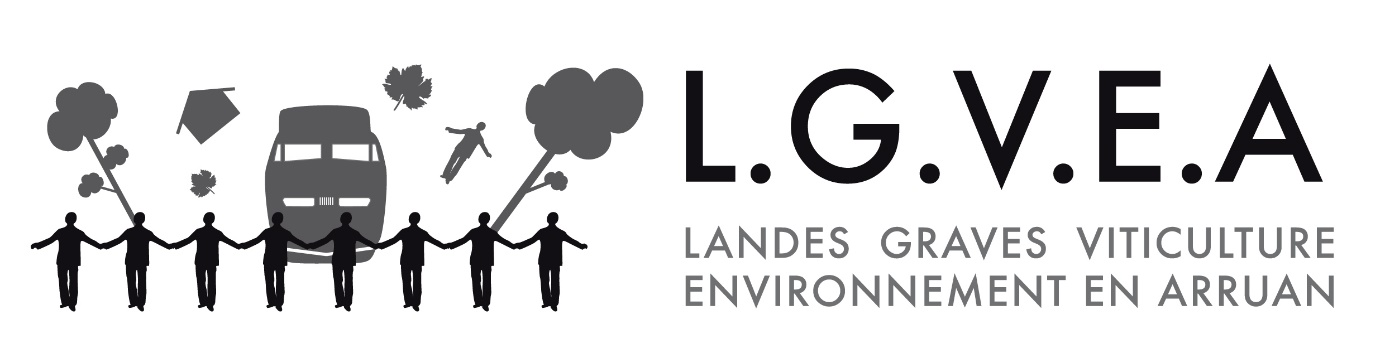 L.G.V.E.A
LANDES GRAVES VITICULTURE
ENVIRONNEMENT EN ARRUAN